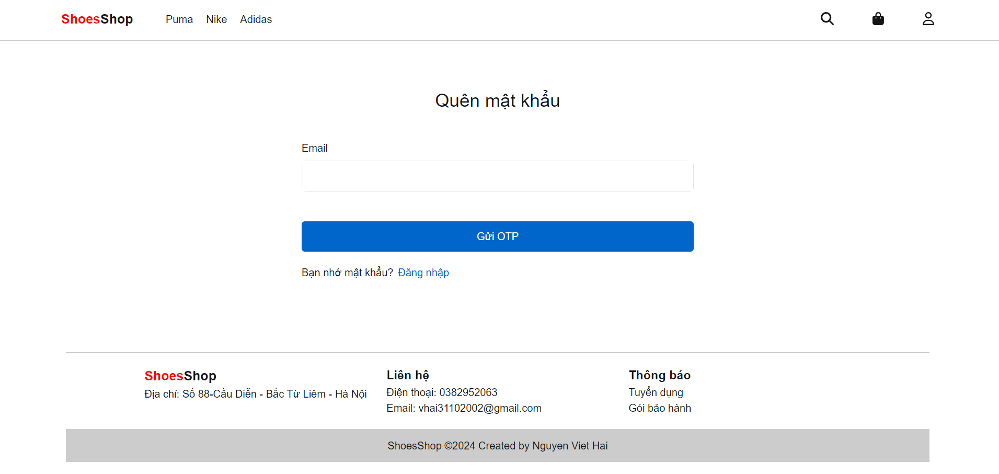 ShoesShop Puma Nike Adidas
Quên mật khẩu
Email
Gửi OTP
Bạn nhớ mật khẩu? Đăng nhập
ShoesShop
Địa chỉ: Số 88-Cầu Diễn - Bắc Từ Liêm - Hà Nội
Liên hệ
Điện thoại: 0382952063
Email: vhai31102002@gmail.com
Thông báo
Tuyển dụng
Gói bảo hành
ShoesShop ©2024 Created by Nguyen Viet Hai